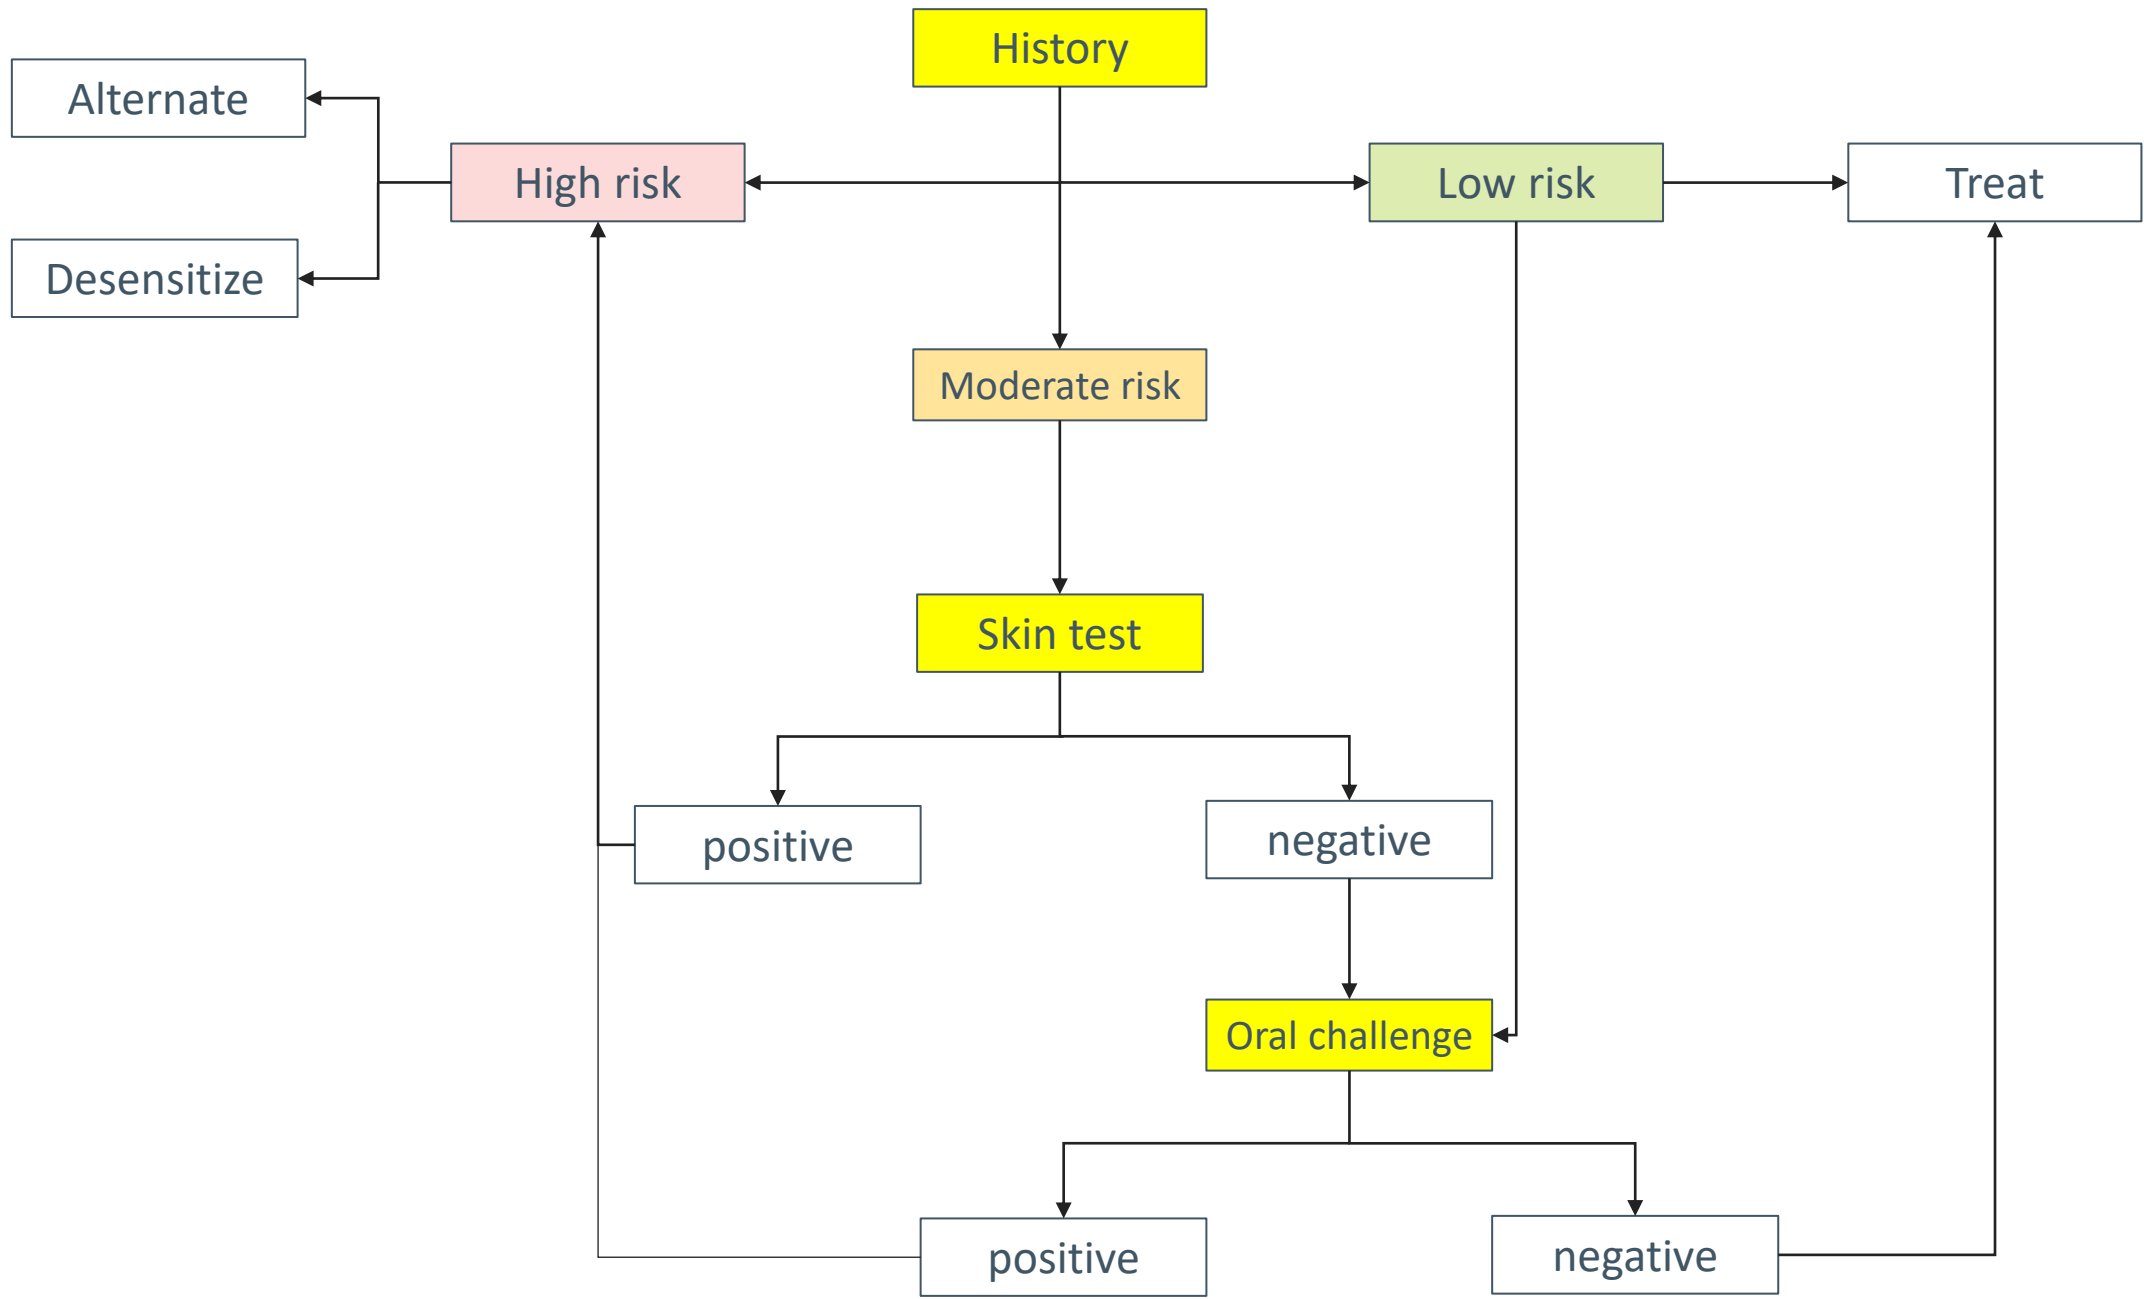 History
Alternate
High risk
Low risk
Treat
Desensitize
Moderate risk
Skin test
positive
negative
Oral challenge
positive
negative